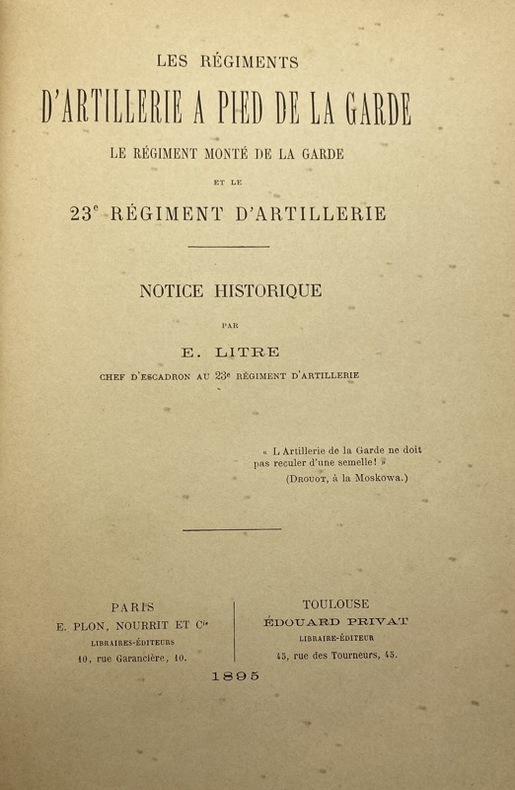 LES RÉGIMENTS
D'ARTILLERIE A PIED DE LA GARDE
LE RÉGIMENT MONTÉ DE LA GARDE
ET LE
23e RÉGIMENT D'ARTILLERIE
NOTICE HISTORIQUE
PAR
E. LITRE
CHEF D'ESCADRON AU 23e RÉGIMENT D'ARTILLERIE
« L Artillerie de la Garde ne doit
pas reculer d'une semelle! »
(DROUOT, à la Moskowa.)
PARIS
E. PLON, NOURRIT ET Cie
LIBRAIRES-ÉDITEURS
10, rue Garancière, 10.
TOULOUSE
ÉDOUARD PRIVAT
LIBRAIRE-ÉDITEUR
45, rue des Tourneurs, 45.
1895